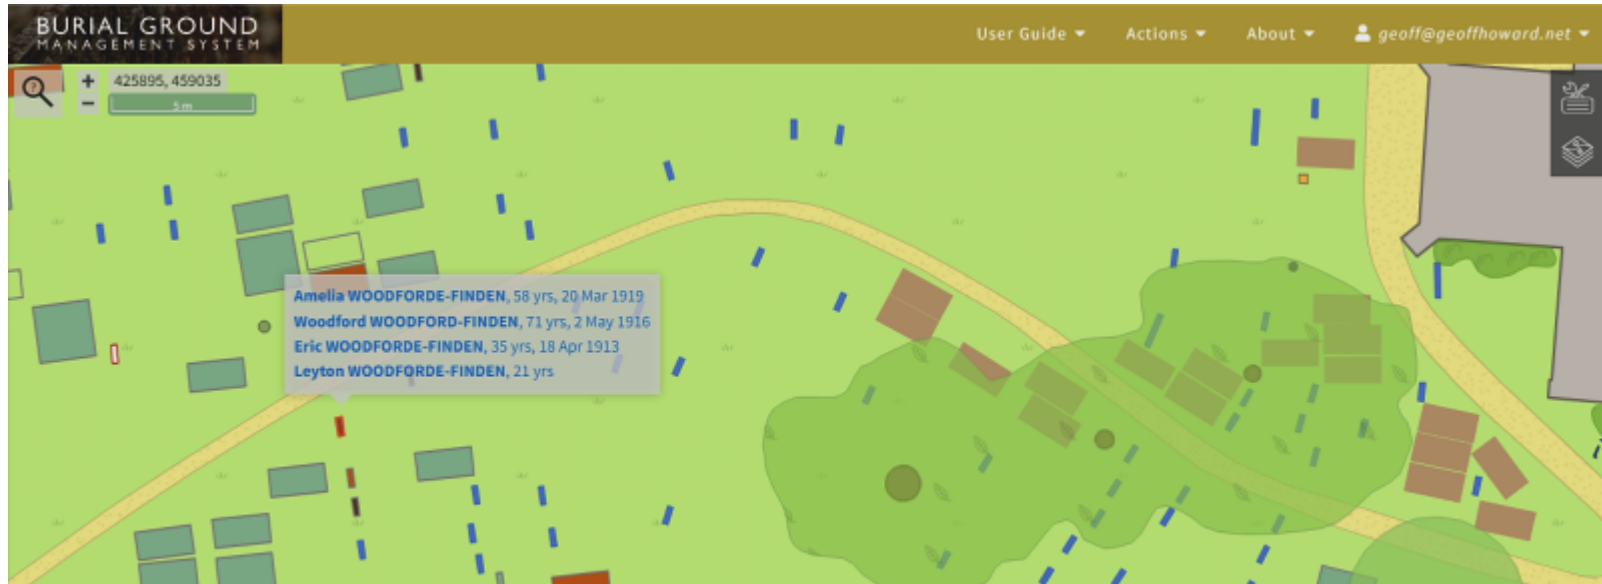 BURIAL GROUND
MANAGEMENT SYSTEM
User Guide
Actions
About
geoff@geoffhoward.net
?
+
425895, 459035
−
5 m
Amelia WOODFORDE-FINDEN, 58 yrs, 20 Mar 1919
Woodford WOODFORD-FINDEN, 71 yrs, 2 May 1916
Eric WOODFORDE-FINDEN, 35 yrs, 18 Apr 1913
Leyton WOODFORDE-FINDEN, 21 yrs